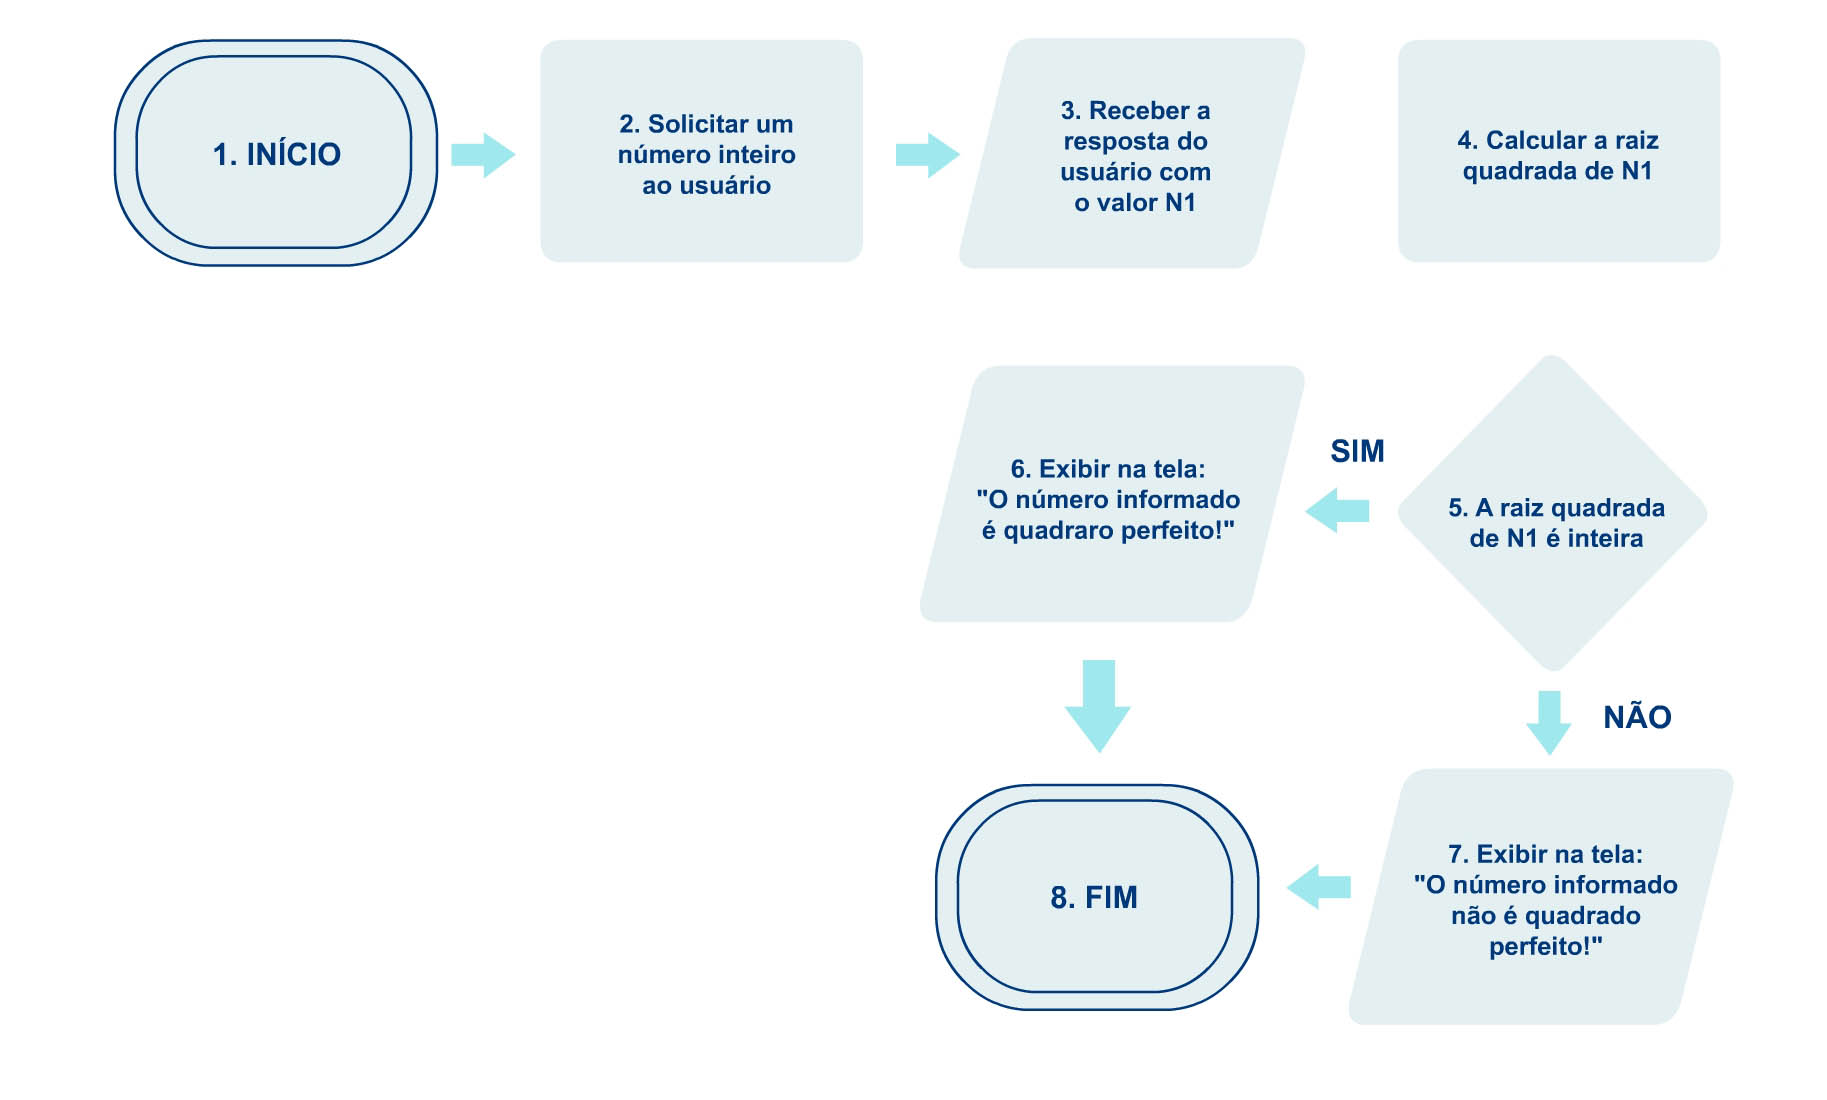 1. INÍCIO
2. Solicitar um
número inteiro
ao usuário
3. Receber a
resposta do
usuário com
o valor N1
4. Calcular a raiz
quadrada de N1
5. A raiz quadrada
de N1 é inteira
SIM
6. Exibir na tela:
"O número informado
é quadraro perfeito!"
NÃO
7. Exibir na tela:
"O número informado
não é quadrado
perfeito!"
8. FIM